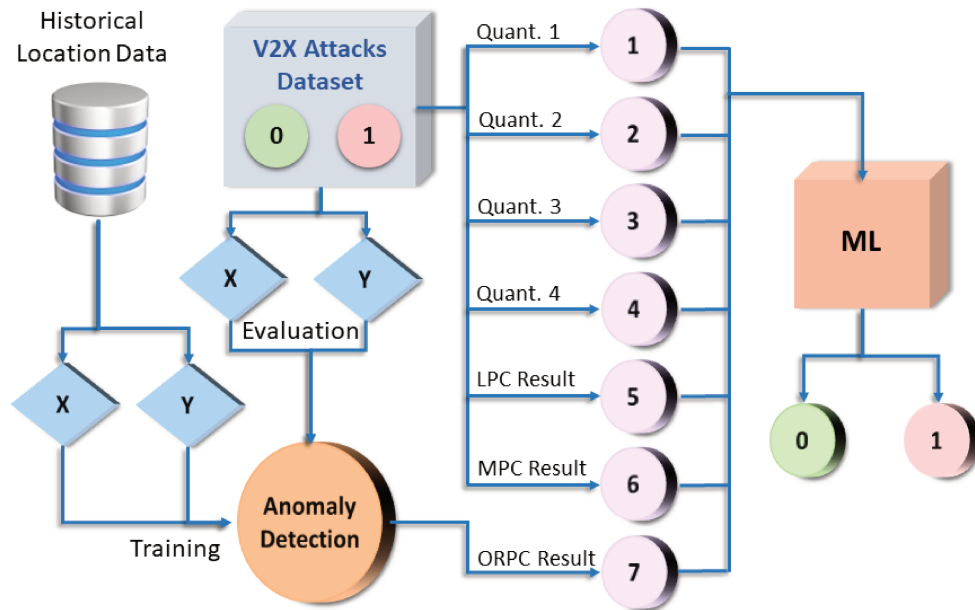 Historical
Location Data
V2X Attacks
Dataset
0
1
X
Y
Evaluation
X
Y
Training
Anomaly
Detection
Quant. 1
1
Quant. 2
2
Quant. 3
3
Quant. 4
4
LPC Result
5
MPC Result
6
ORPC Result
7
ML
0
1